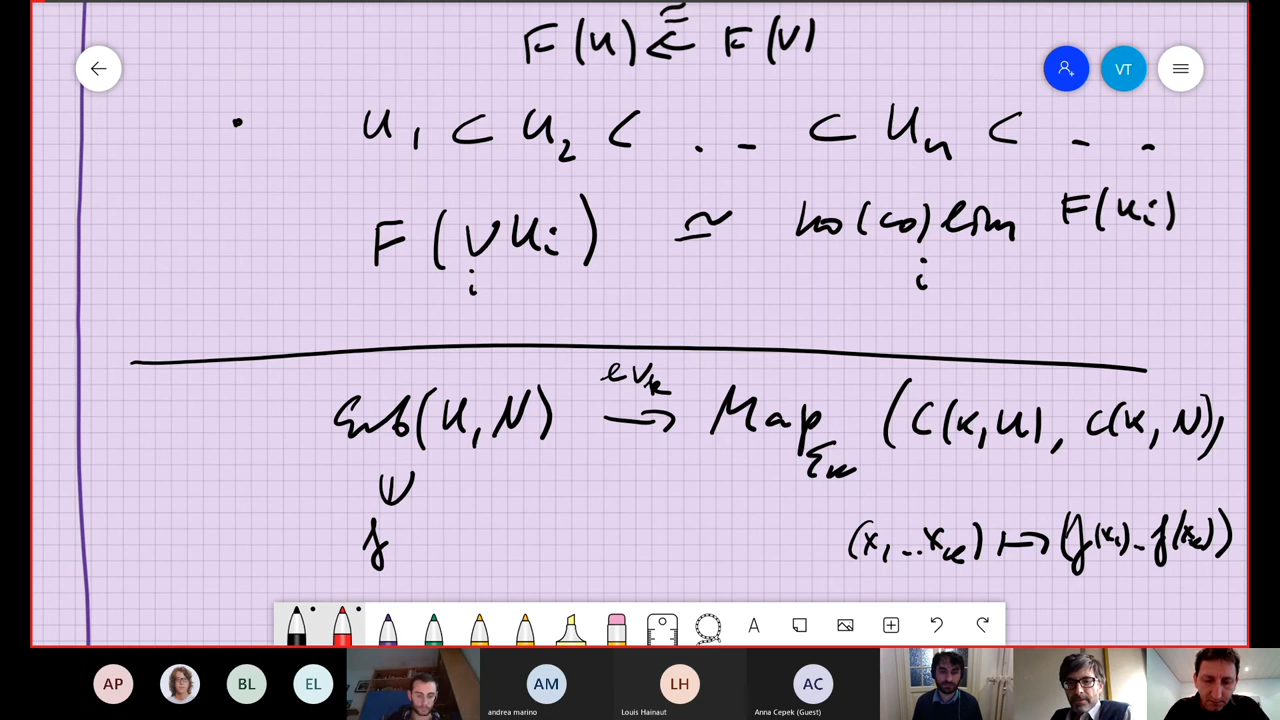 F(U) ≃← F(V)
VT
• U₁ ⊂ U₂ ⊂ . . ⊂ Uₙ ⊂ . .
F(∪Uᵢ) ≃ ho(co)lim F(Uᵢ)
i i
Emb(U,N) →^{ev_k} Map_{Σ_k} (C(k,U), C(k,N))
∋
f (x₁..x_k) ↦ (f(x₁)..f(x_k))
A
AP BL EL AM LH AC
andrea marino Louis Hainaut Anna Cepek (Guest)